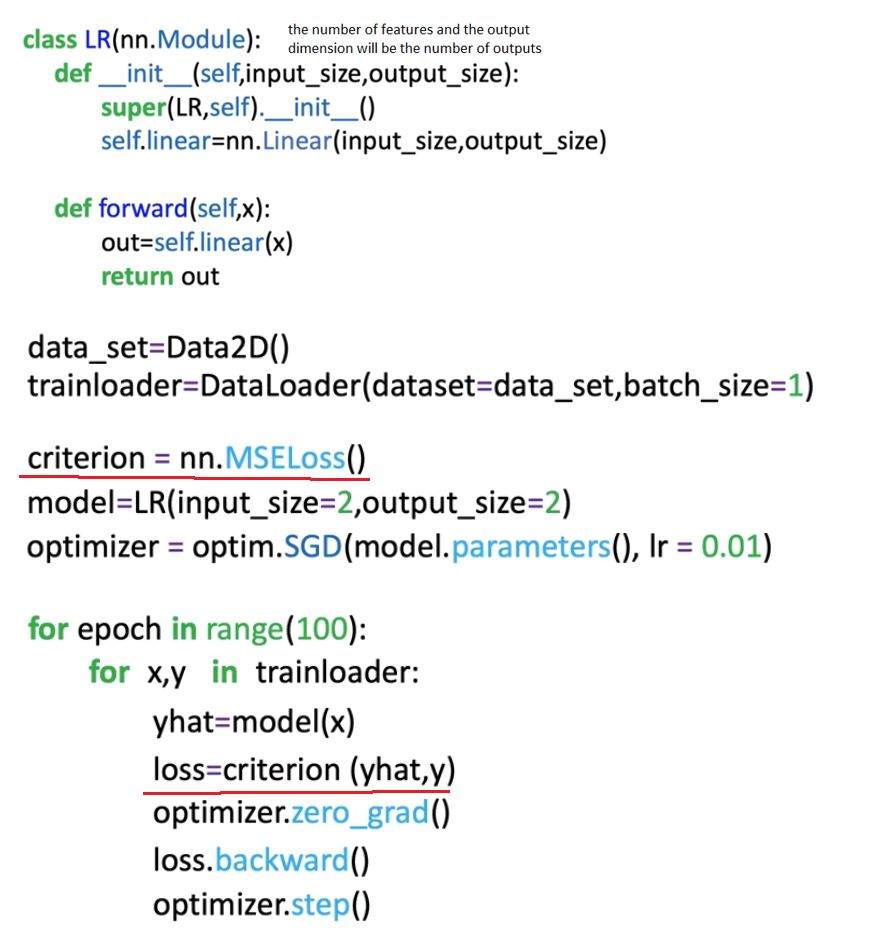 class LR(nn.Module):
the number of features and the output
dimension will be the number of outputs
def __init__(self,input_size,output_size):
super(LR,self).__init__()
self.linear=nn.Linear(input_size,output_size)
def forward(self,x):
out=self.linear(x)
return out
data_set=Data2D()
trainloader=DataLoader(dataset=data_set,batch_size=1)
criterion = nn.MSELoss()
model=LR(input_size=2,output_size=2)
optimizer = optim.SGD(model.parameters(), lr = 0.01)
for epoch in range(100):
for x,y in trainloader:
yhat=model(x)
loss=criterion (yhat,y)
optimizer.zero_grad()
loss.backward()
optimizer.step()